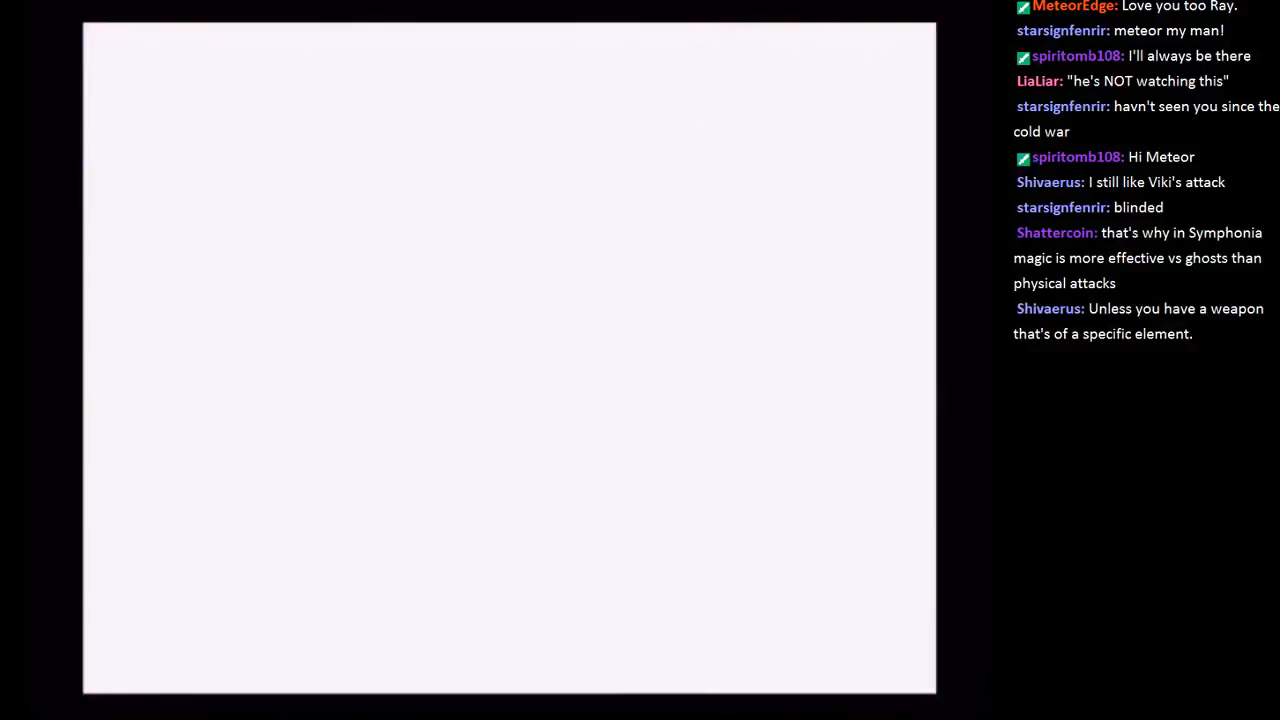 MeteorEdge: Love you too Ray.
starsignfenrir: meteor my man!
spiritomb108: I'll always be there
LiaLiar: "he's NOT watching this"
starsignfenrir: havn't seen you since the
cold war
spiritomb108: Hi Meteor
Shivaerus: I still like Viki's attack
starsignfenrir: blinded
Shattercoin: that's why in Symphonia
magic is more effective vs ghosts than
physical attacks
Shivaerus: Unless you have a weapon
that's of a specific element.